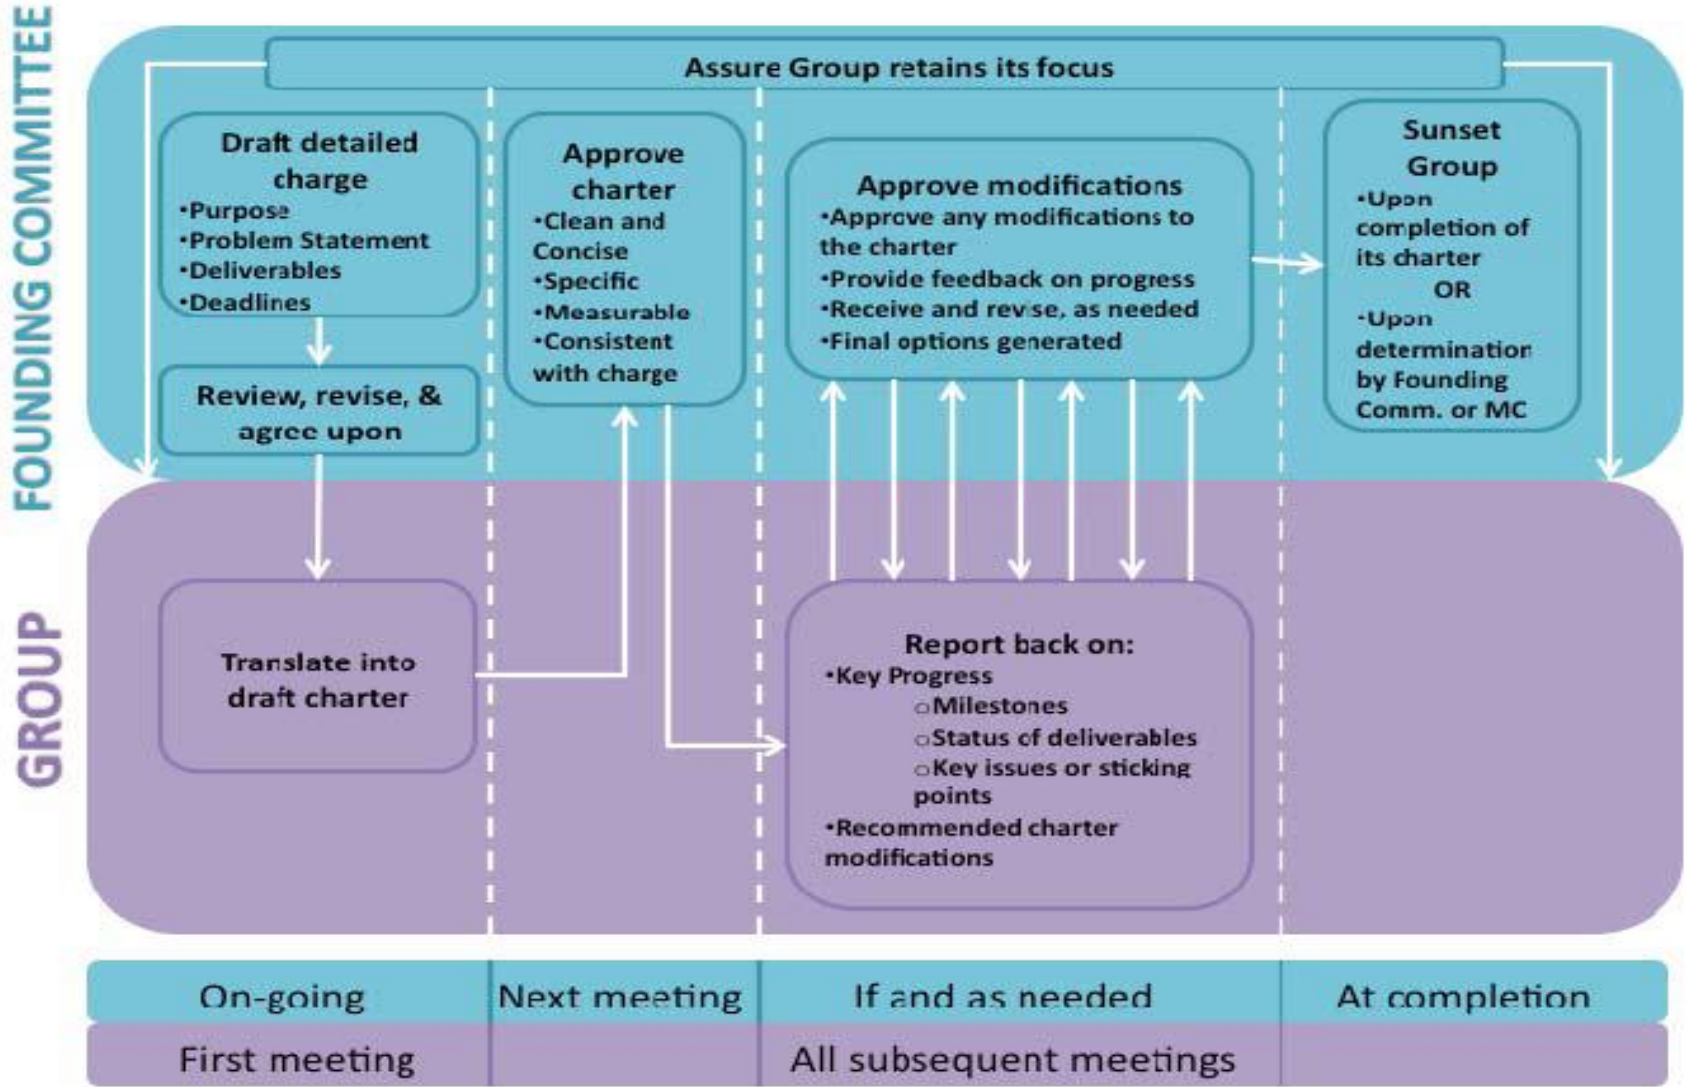 FOUNDING COMMITTEE
Assure Group retains its focus
Draft detailed
charge
•Purpose
•Problem Statement
•Deliverables
•Deadlines
Review, revise, &
agree upon
Approve
charter
•Clean and
Concise
•Specific
•Measurable
•Consistent
with charge
Approve modifications
•Approve any modifications to
the charter
•Provide feedback on progress
•Receive and revise, as needed
•Final options generated
Sunset
Group
•Upon
completion of
its charter
OR
•Upon
determination
by Founding
Comm. or MC
GROUP
Translate into
draft charter
Report back on:
•Key Progress
oMilestones
oStatus of deliverables
oKey issues or sticking
points
•Recommended charter
modifications
On-going
Next meeting
If and as needed
At completion
First meeting
All subsequent meetings